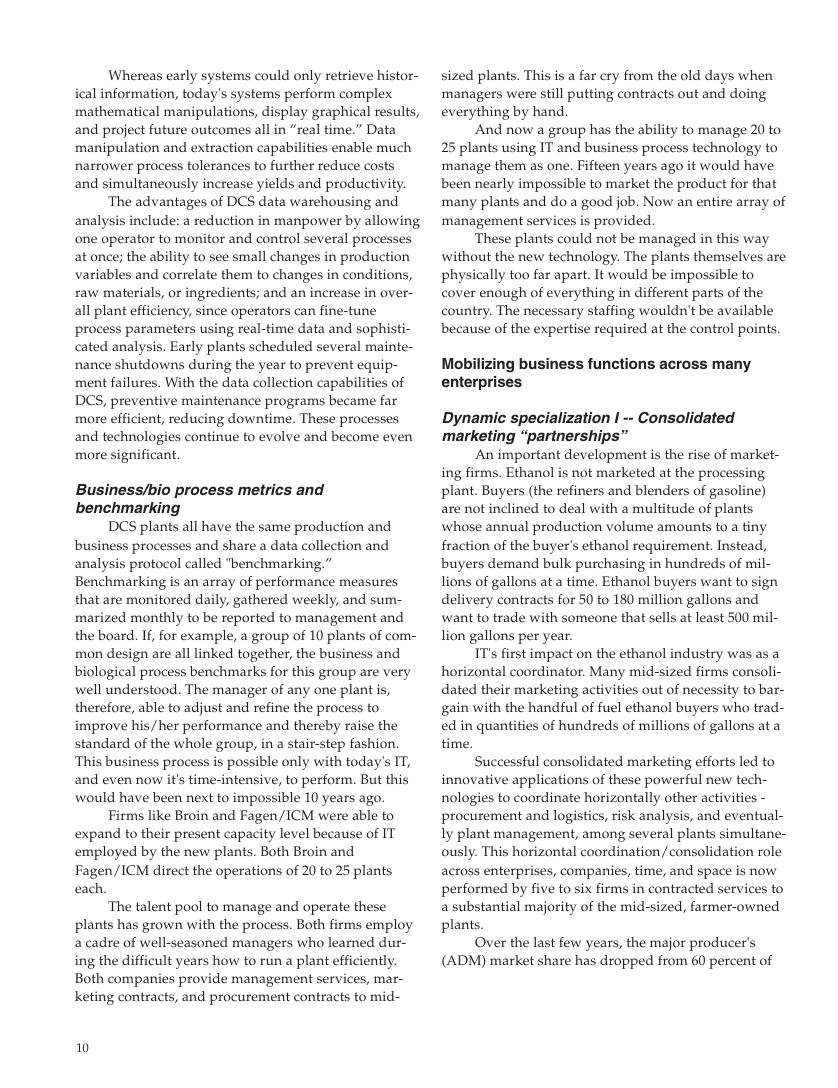 Whereas early systems could only retrieve histor-
ical information, today's systems perform complex
mathematical manipulations, display graphical results,
and project future outcomes all in “real time.” Data
manipulation and extraction capabilities enable much
narrower process tolerances to further reduce costs
and simultaneously increase yields and productivity.
The advantages of DCS data warehousing and
analysis include: a reduction in manpower by allowing
one operator to monitor and control several processes
at once; the ability to see small changes in production
variables and correlate them to changes in conditions,
raw materials, or ingredients; and an increase in over-
all plant efficiency, since operators can fine-tune
process parameters using real-time data and sophisti-
cated analysis. Early plants scheduled several mainte-
nance shutdowns during the year to prevent equip-
ment failures. With the data collection capabilities of
DCS, preventive maintenance programs became far
more efficient, reducing downtime. These processes
and technologies continue to evolve and become even
more significant.
Business/bio process metrics and
benchmarking
DCS plants all have the same production and
business processes and share a data collection and
analysis protocol called "benchmarking.”
Benchmarking is an array of performance measures
that are monitored daily, gathered weekly, and sum-
marized monthly to be reported to management and
the board. If, for example, a group of 10 plants of com-
mon design are all linked together, the business and
biological process benchmarks for this group are very
well understood. The manager of any one plant is,
therefore, able to adjust and refine the process to
improve his/her performance and thereby raise the
standard of the whole group, in a stair-step fashion.
This business process is possible only with today's IT,
and even now it's time-intensive, to perform. But this
would have been next to impossible 10 years ago.
Firms like Broin and Fagen/ICM were able to
expand to their present capacity level because of IT
employed by the new plants. Both Broin and
Fagen/ICM direct the operations of 20 to 25 plants
each.
The talent pool to manage and operate these
plants has grown with the process. Both firms employ
a cadre of well-seasoned managers who learned dur-
ing the difficult years how to run a plant efficiently.
Both companies provide management services, mar-
keting contracts, and procurement contracts to mid-
sized plants. This is a far cry from the old days when
managers were still putting contracts out and doing
everything by hand.
And now a group has the ability to manage 20 to
25 plants using IT and business process technology to
manage them as one. Fifteen years ago it would have
been nearly impossible to market the product for that
many plants and do a good job. Now an entire array of
management services is provided.
These plants could not be managed in this way
without the new technology. The plants themselves are
physically too far apart. It would be impossible to
cover enough of everything in different parts of the
country. The necessary staffing wouldn't be available
because of the expertise required at the control points.
Mobilizing business functions across many
enterprises
Dynamic specialization I -- Consolidated
marketing “partnerships”
An important development is the rise of market-
ing firms. Ethanol is not marketed at the processing
plant. Buyers (the refiners and blenders of gasoline)
are not inclined to deal with a multitude of plants
whose annual production volume amounts to a tiny
fraction of the buyer's ethanol requirement. Instead,
buyers demand bulk purchasing in hundreds of mil-
lions of gallons at a time. Ethanol buyers want to sign
delivery contracts for 50 to 180 million gallons and
want to trade with someone that sells at least 500 mil-
lion gallons per year.
IT's first impact on the ethanol industry was as a
horizontal coordinator. Many mid-sized firms consoli-
dated their marketing activities out of necessity to bar-
gain with the handful of fuel ethanol buyers who trad-
ed in quantities of hundreds of millions of gallons at a
time.
Successful consolidated marketing efforts led to
innovative applications of these powerful new tech-
nologies to coordinate horizontally other activities -
procurement and logistics, risk analysis, and eventual-
ly plant management, among several plants simultane-
ously. This horizontal coordination/consolidation role
across enterprises, companies, time, and space is now
performed by five to six firms in contracted services to
a substantial majority of the mid-sized, farmer-owned
plants.
Over the last few years, the major producer's
(ADM) market share has dropped from 60 percent of
10